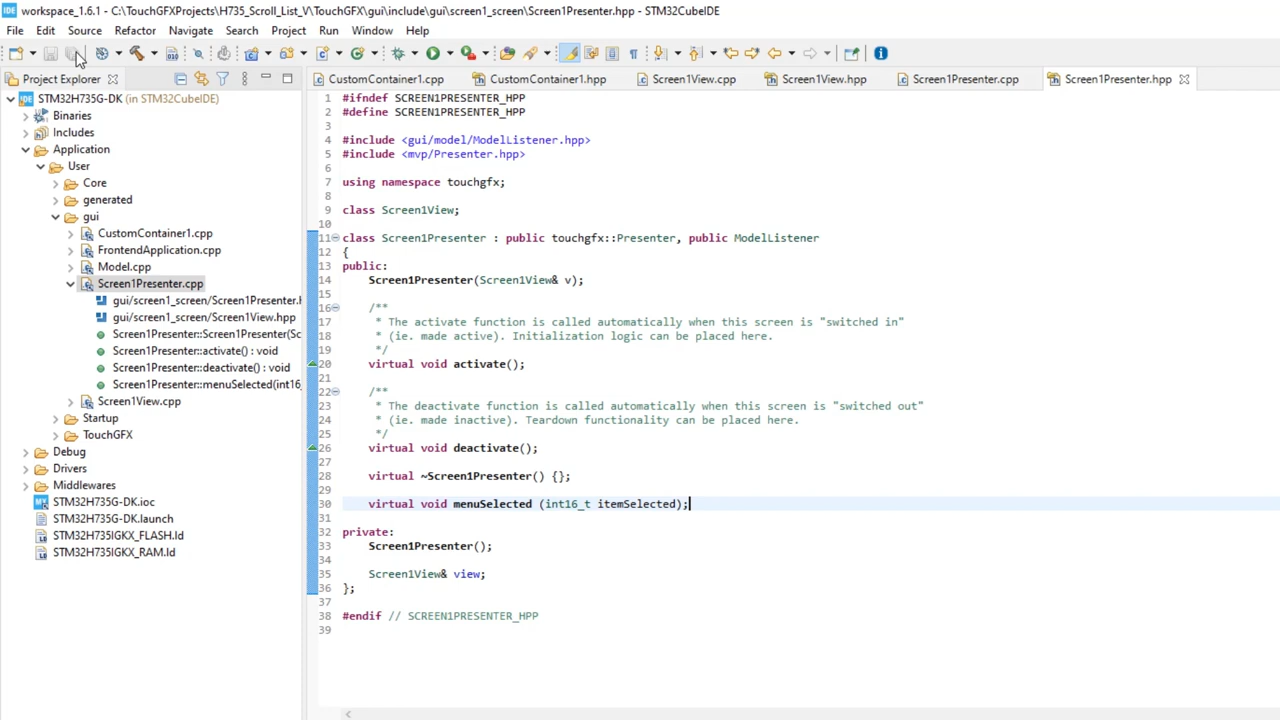 workspace_1.6.1 - C:\TouchGFXProjects\H735_Scroll_List_V\TouchGFX\gui\include\gui\screen1_screen\Screen1Presenter.hpp - STM32CubeIDE
File Edit Source Refactor Navigate Search Project Run Window Help
Project Explorer
CustomContainer1.cpp CustomContainer1.hpp Screen1View.cpp Screen1View.hpp Screen1Presenter.cpp Screen1Presenter.hpp
STM32H735G-DK (in STM32CubeIDE)
Binaries
Includes
Application
User
Core
generated
gui
CustomContainer1.cpp
FrontendApplication.cpp
Model.cpp
Screen1Presenter.cpp
gui/screen1_screen/Screen1Presenter.h
gui/screen1_screen/Screen1View.hpp
Screen1Presenter::Screen1Presenter(Sc
Screen1Presenter::activate() : void
Screen1Presenter::deactivate() : void
Screen1Presenter::menuSelected(int16_
Screen1View.cpp
Startup
TouchGFX
Debug
Drivers
Middlewares
STM32H735G-DK.ioc
STM32H735G-DK.launch
STM32H735IGKX_FLASH.ld
STM32H735IGKX_RAM.ld
1 #ifndef SCREEN1PRESENTER_HPP
2 #define SCREEN1PRESENTER_HPP
3
4 #include <gui/model/ModelListener.hpp>
5 #include <mvp/Presenter.hpp>
6
7 using namespace touchgfx;
8
9 class Screen1View;
10
11 class Screen1Presenter : public touchgfx::Presenter, public ModelListener
12 {
13 public:
14 Screen1Presenter(Screen1View& v);
15
16 /**
17 * The activate function is called automatically when this screen is "switched in"
18 * (ie. made active). Initialization logic can be placed here.
19 */
20 virtual void activate();
21
22 /**
23 * The deactivate function is called automatically when this screen is "switched out"
24 * (ie. made inactive). Teardown functionality can be placed here.
25 */
26 virtual void deactivate();
27
28 virtual ~Screen1Presenter() {};
29
30 virtual void menuSelected (int16_t itemSelected);
31
32 private:
33 Screen1Presenter();
34
35 Screen1View& view;
36 };
37
38 #endif // SCREEN1PRESENTER_HPP
39